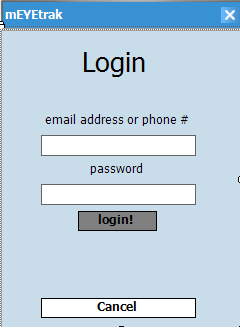 mEYEtrak
Login
email address or phone #
password
login!
Cancel